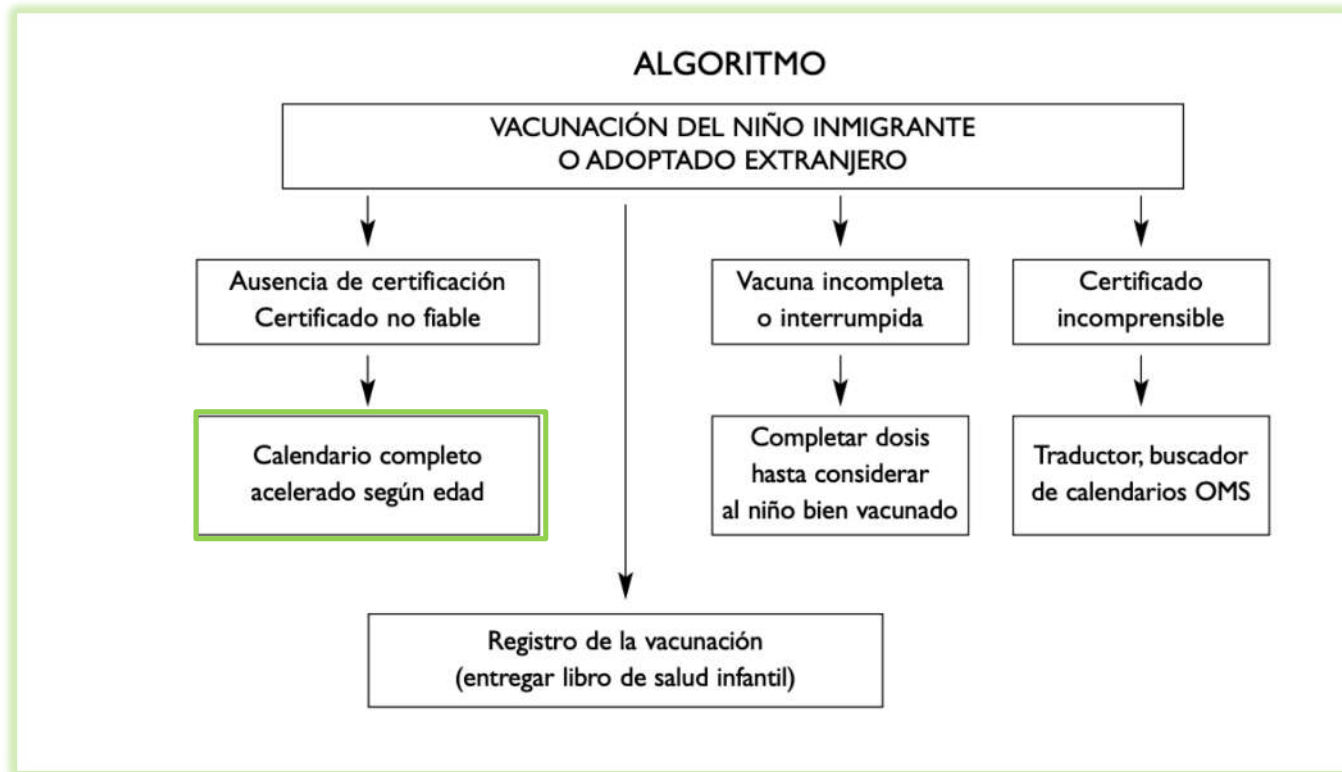 ALGORITMO
VACUNACIÓN DEL NIÑO INMIGRANTE
O ADOPTADO EXTRANJERO
Ausencia de certificación
Certificado no fiable
Vacuna incompleta
o interrumpida
Certificado
incomprensible
Calendario completo
acelerado según edad
Completar dosis
hasta considerar
al niño bien vacunado
Traductor, buscador
de calendarios OMS
Registro de la vacunación
(entregar libro de salud infantil)